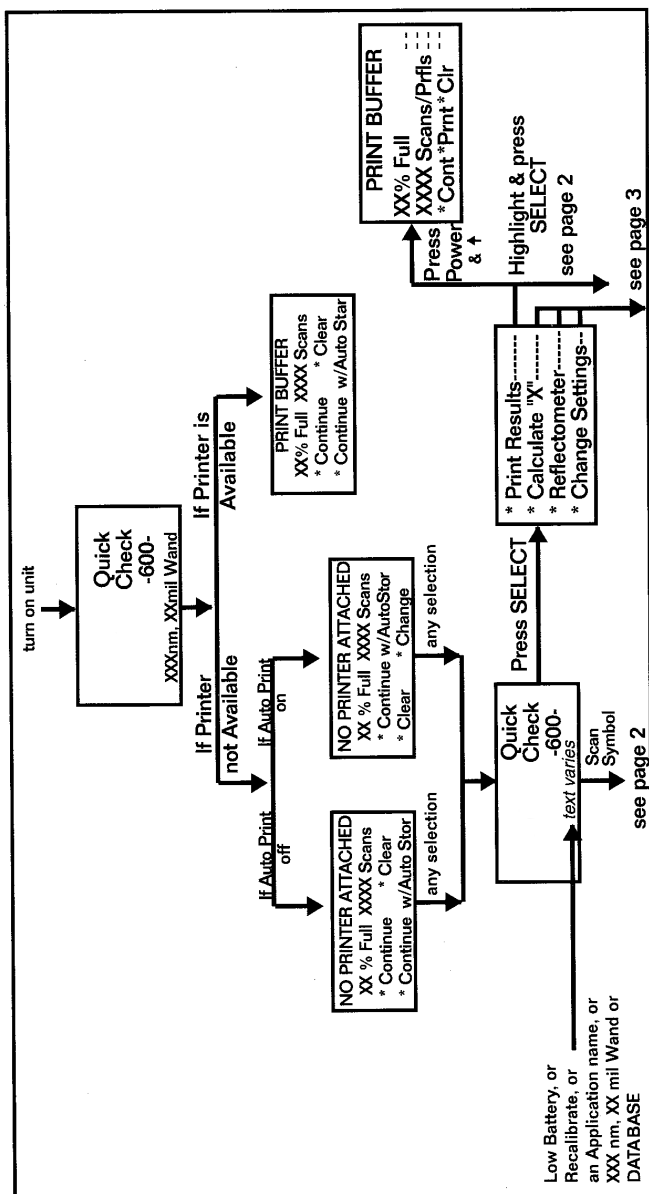 turn on unit
Quick
Check
-600-
XXXnm, XXmil Wand
If Printer
not Available
If Printer is
Available
If Auto Print
off
If Auto Print
on
NO PRINTER ATTACHED
XX % Full XXXX Scans
* Continue * Clear
* Continue w/Auto Stor
NO PRINTER ATTACHED
XX % Full XXXX Scans
* Continue w/AutoStor
* Clear * Change
PRINT BUFFER
XX% Full XXXX Scans
* Continue * Clear
* Continue w/Auto Star
any selection
any selection
Quick
Check
-600-
text varies
Low Battery, or
Recalibrate, or
an Application name, or
XXX nm, XX mil Wand or
DATABASE
Scan
Symbol
see page 2
Press SELECT
* Print Results--------
* Calculate "X"--------
* Reflectometer------
* Change Settings--
Press
Power
& ↑
PRINT BUFFER
XX% Full
XXXX Scans/Prfls
*Cont *Prnt *Clr
Highlight & press
SELECT
see page 2
see page 3